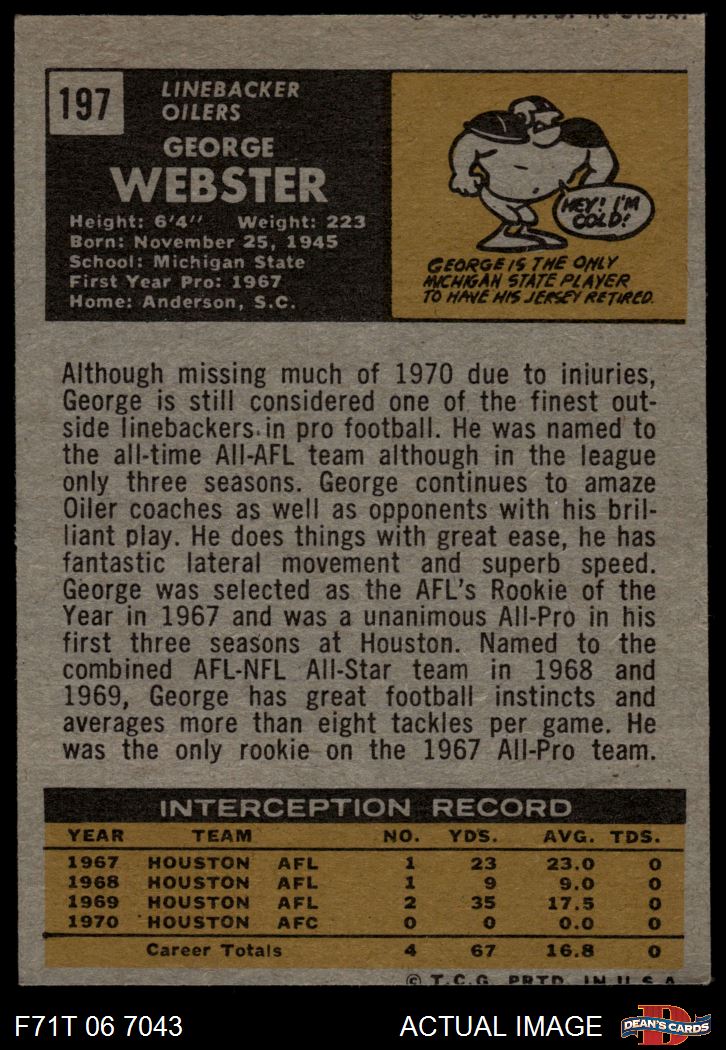 197
LINEBACKER
OILERS
GEORGE
WEBSTER
Height: 6'4" Weight: 223
Born: November 25, 1945
School: Michigan State
First Year Pro: 1967
Home: Anderson, S.C.
HEY! I'M
COLD!
GEORGE IS THE ONLY
MICHIGAN STATE PLAYER
TO HAVE HIS JERSEY RETIRED.
Although missing much of 1970 due to iniuries,
George is still considered one of the finest out-
side linebackers in pro football. He was named to
the all-time All-AFL team although in the league
only three seasons. George continues to amaze
Oiler coaches as well as opponents with his bril-
liant play. He does things with great ease, he has
fantastic lateral movement and superb speed.
George was selected as the AFL's Rookie of the
Year in 1967 and was a unanimous All-Pro in his
first three seasons at Houston. Named to the
combined AFL-NFL All-Star team in 1968 and
1969, George has great football instincts and
averages more than eight tackles per game. He
was the only rookie on the 1967 All-Pro team.
INTERCEPTION RECORD
YEAR TEAM NO. YDS. AVG. TDS.
1967 HOUSTON AFL 1 23 23.0 0
1968 HOUSTON AFL 1 9 9.0 0
1969 HOUSTON AFL 2 35 17.5 0
1970 HOUSTON AFC 0 0 0.0 0
Career Totals 4 67 16.8 0
© T.C.G. PRTD. IN U.S.A.
F71T 06 7043 ACTUAL IMAGE
DEAN'S CARDS